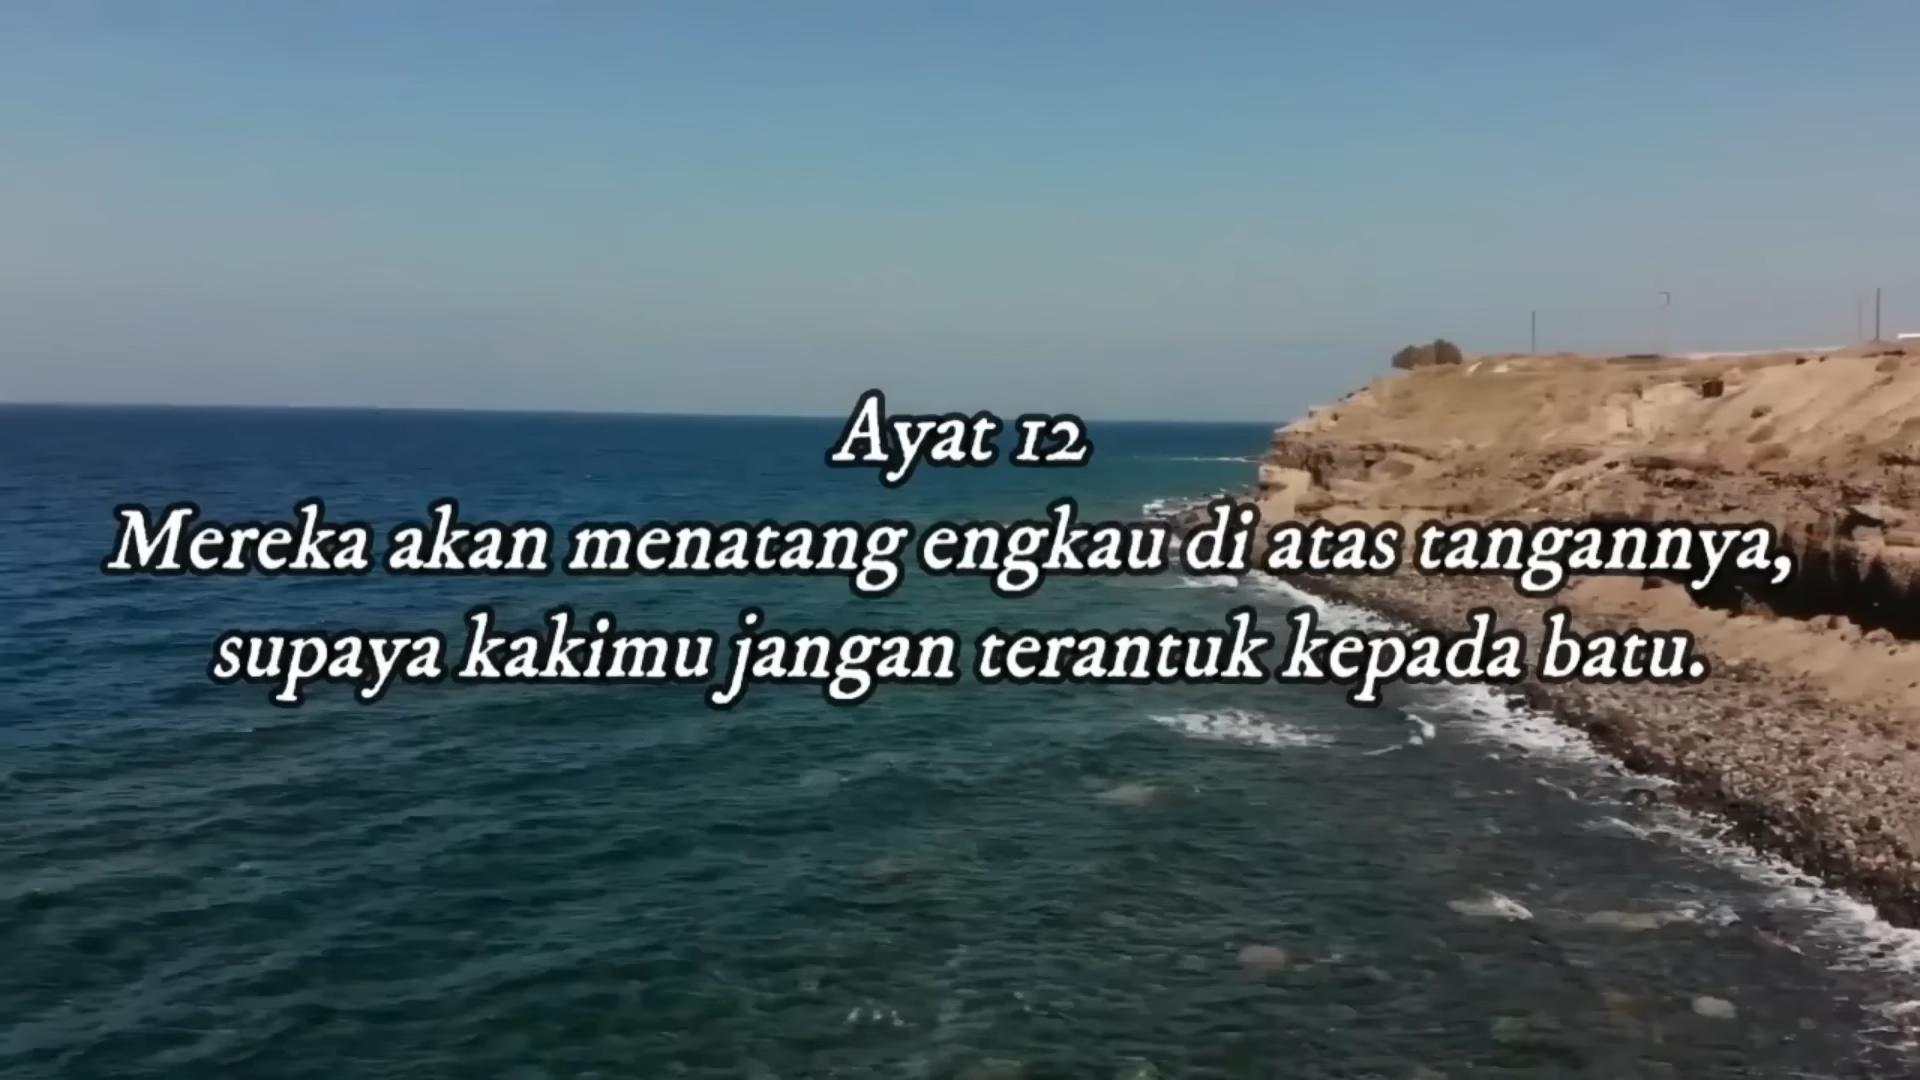 Ayat 12
Mereka akan menatang engkau di atas tangannya,
supaya kakimu jangan terantuk kepada batu.